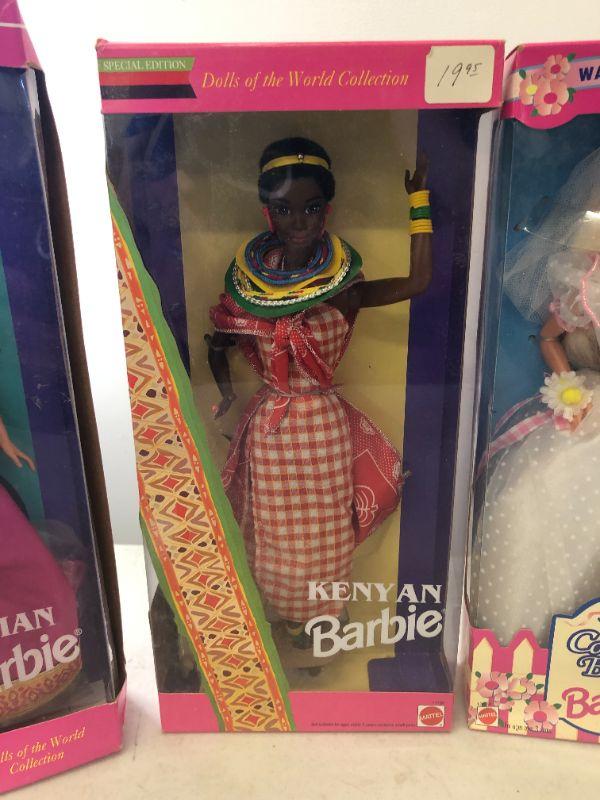 SPECIAL EDITION
Dolls of the World Collection
19.95
KENYAN
Barbie
MATTEL
IAN
rbie
lls of the World
Collection
WA
Co
B
Ba
MATTEL